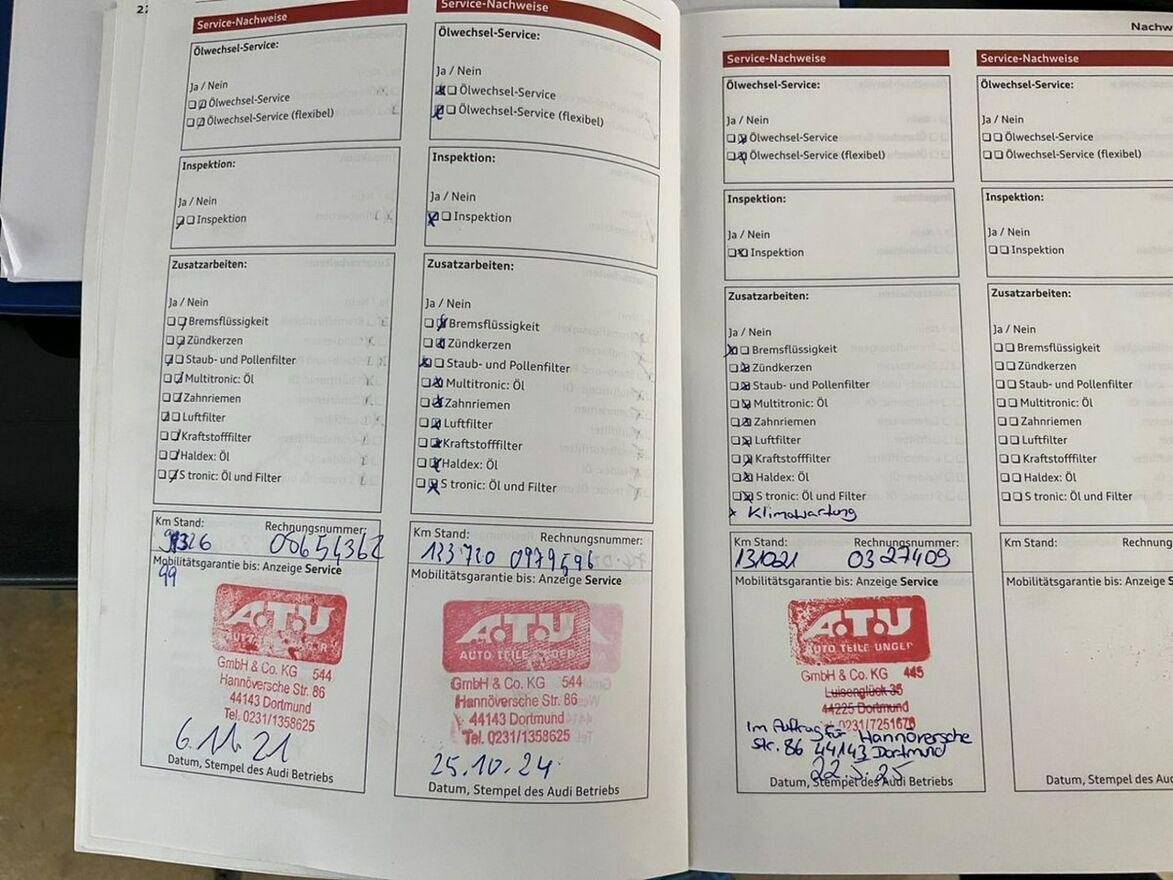 22
Service-Nachweise
Ölwechsel-Service:
Ja / Nein
Ölwechsel-Service
Ölwechsel-Service (flexibel)
Inspektion:
Ja / Nein
Inspektion
Zusatzarbeiten:
Ja / Nein
Bremsflüssigkeit
Zündkerzen
Staub- und Pollenfilter
Multitronic: Öl
Zahnriemen
Luftfilter
Kraftstofffilter
Haldex: Öl
S tronic: Öl und Filter
Km Stand: Rechnungsnummer:
326 00654362
Mobilitätsgarantie bis: Anzeige Service
99
A.T.U
GmbH & Co. KG 544
Hannöversche Str. 86
44143 Dortmund
Tel. 0231/1358625
6.11.21
Datum, Stempel des Audi Betriebs
Service-Nachweise
Ölwechsel-Service:
Ja / Nein
Ölwechsel-Service
Ölwechsel-Service (flexibel)
Inspektion:
Ja / Nein
Inspektion
Zusatzarbeiten:
Ja / Nein
Bremsflüssigkeit
Zündkerzen
Staub- und Pollenfilter
Multitronic: Öl
Zahnriemen
Luftfilter
Kraftstofffilter
Haldex: Öl
S tronic: Öl und Filter
Km Stand: Rechnungsnummer:
123720 0979596
Mobilitätsgarantie bis: Anzeige Service
A.T.U
AUTO TEILE UNGER
GmbH & Co. KG 544
Hannöversche Str. 86
44143 Dortmund
Tel. 0231/1358625
25.10.24
Datum, Stempel des Audi Betriebs
Nachw
Service-Nachweise
Ölwechsel-Service:
Ja / Nein
Ölwechsel-Service
Ölwechsel-Service (flexibel)
Inspektion:
Ja / Nein
Inspektion
Zusatzarbeiten:
Ja / Nein
Bremsflüssigkeit
Zündkerzen
Staub- und Pollenfilter
Multitronic: Öl
Zahnriemen
Luftfilter
Kraftstofffilter
Haldex: Öl
S tronic: Öl und Filter
x Klimawartung
Km Stand: Rechnungsnummer:
131021 0327409
Mobilitätsgarantie bis: Anzeige Service
A.T.U
AUTO TEILE UNGER
GmbH & Co. KG 445
Luisenglück 35
44225 Dortmund
0231/7251670
Im Auftrag für Hannöversche
Str. 86 44143 Dortmund
22.5.25
Datum, Stempel des Audi Betriebs
Service-Nachweise
Ölwechsel-Service:
Ja / Nein
Ölwechsel-Service
Ölwechsel-Service (flexibel)
Inspektion:
Ja / Nein
Inspektion
Zusatzarbeiten:
Ja / Nein
Bremsflüssigkeit
Zündkerzen
Staub- und Pollenfilter
Multitronic: Öl
Zahnriemen
Luftfilter
Kraftstofffilter
Haldex: Öl
S tronic: Öl und Filter
Km Stand: Rechnung
Mobilitätsgarantie bis: Anzeige S
Datum, Stempel des Aud